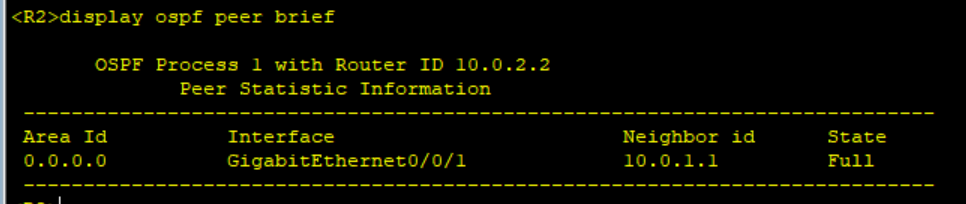 <R2>display ospf peer brief
OSPF Process 1 with Router ID 10.0.2.2
Peer Statistic Information
----------------------------------------------------------------------------
Area Id Interface Neighbor id State
0.0.0.0 GigabitEthernet0/0/1 10.0.1.1 Full
----------------------------------------------------------------------------